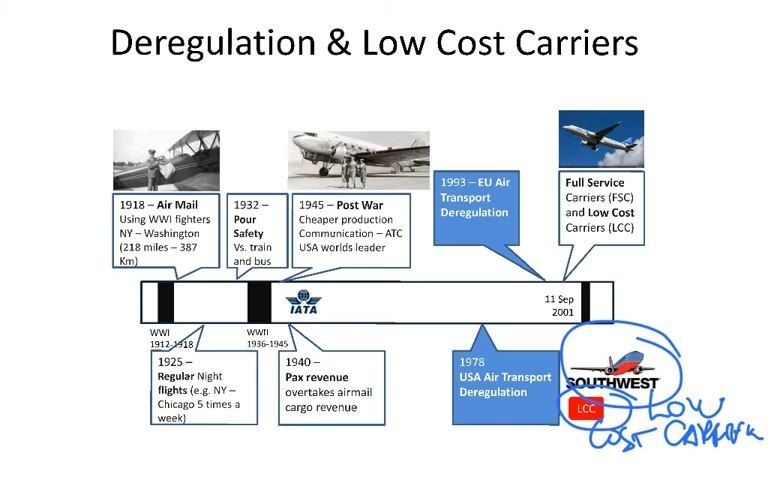 Deregulation & Low Cost Carriers
1918 – Air Mail
Using WWI fighters
NY – Washington
(218 miles – 387
Km)
1932 –
Pour
Safety
Vs. train
and bus
1945 – Post War
Cheaper production
Communication – ATC
USA worlds leader
1993 – EU Air
Transport
Deregulation
Full Service
Carriers (FSC)
and Low Cost
Carriers (LCC)
IATA
11 Sep
2001
WWI
1912-1918
WWII
1936-1945
1925 –
Regular Night
flights (e.g. NY –
Chicago 5 times a
week)
1940 –
Pax revenue
overtakes airmail
cargo revenue
1978
USA Air Transport
Deregulation
SOUTHWEST
LCC
LOW
COST CARRIER